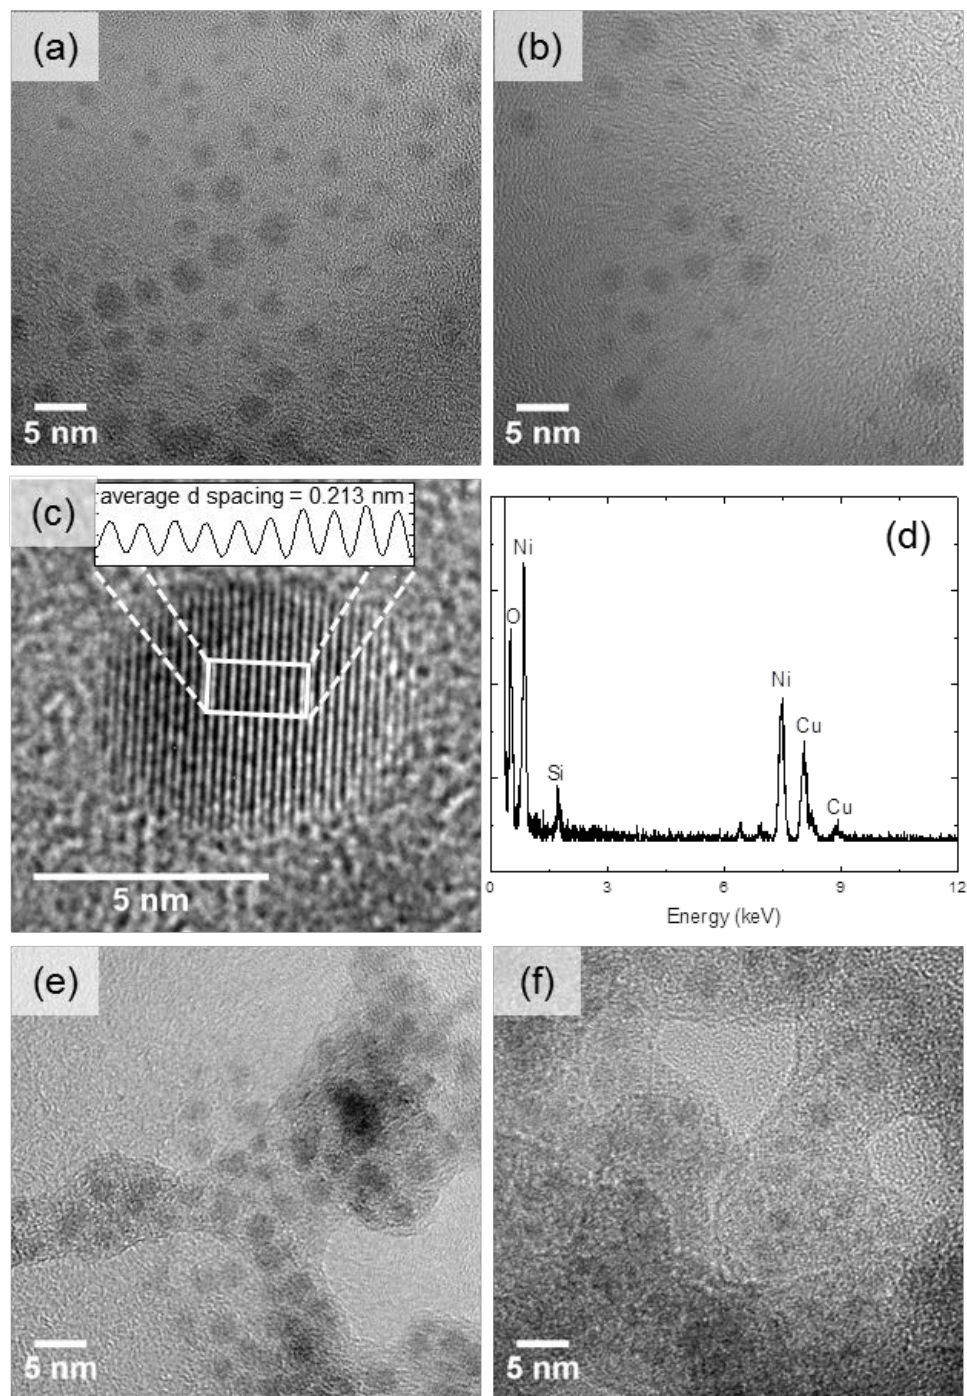 (a)
5 nm
(b)
5 nm
(c)
average d spacing = 0.213 nm
5 nm
(d)
Ni
O
Si
Ni
Cu
Cu
0 3 6 9 12
Energy (keV)
(e)
5 nm
(f)
5 nm